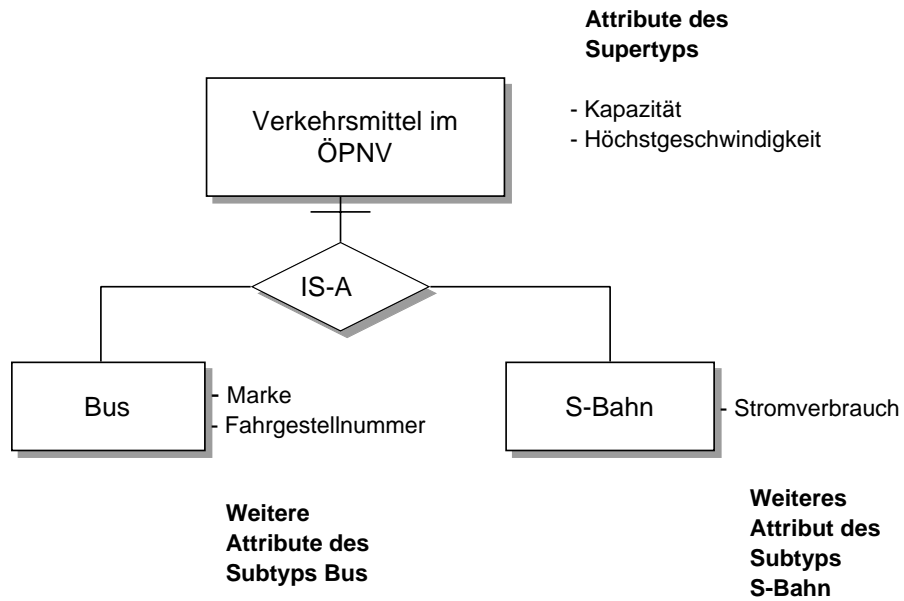 Attribute des
Supertyps
Verkehrsmittel im
ÖPNV
- Kapazität
- Höchstgeschwindigkeit
IS-A
Bus
- Marke
- Fahrgestellnummer
S-Bahn
- Stromverbrauch
Weitere
Attribute des
Subtyps Bus
Weiteres
Attribut des
Subtyps
S-Bahn